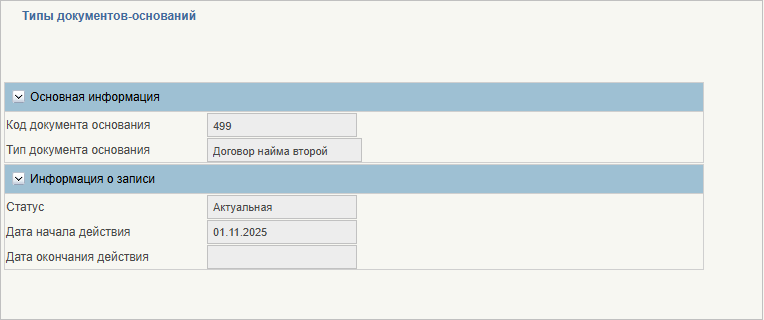 Типы документов-оснований
Основная информация
Код документа основания 499
Тип документа основания Договор найма второй
Информация о записи
Статус Актуальная
Дата начала действия 01.11.2025
Дата окончания действия